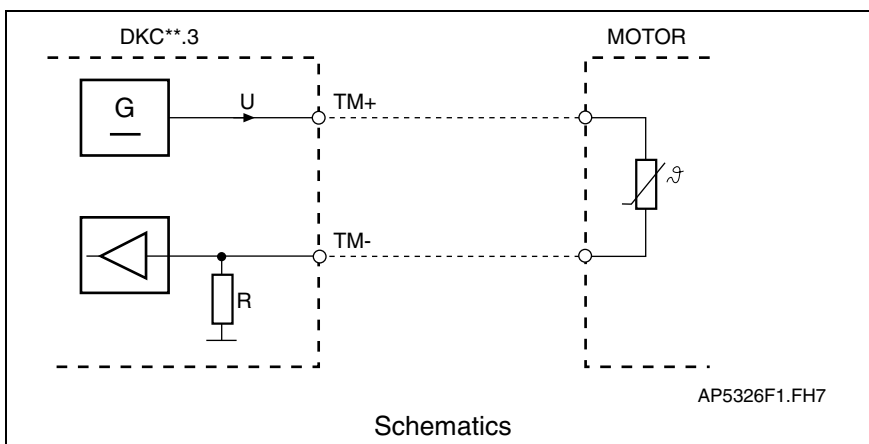 DKC**.3 MOTOR
G U TM+
ϑ
TM-
R
AP5326F1.FH7
Schematics